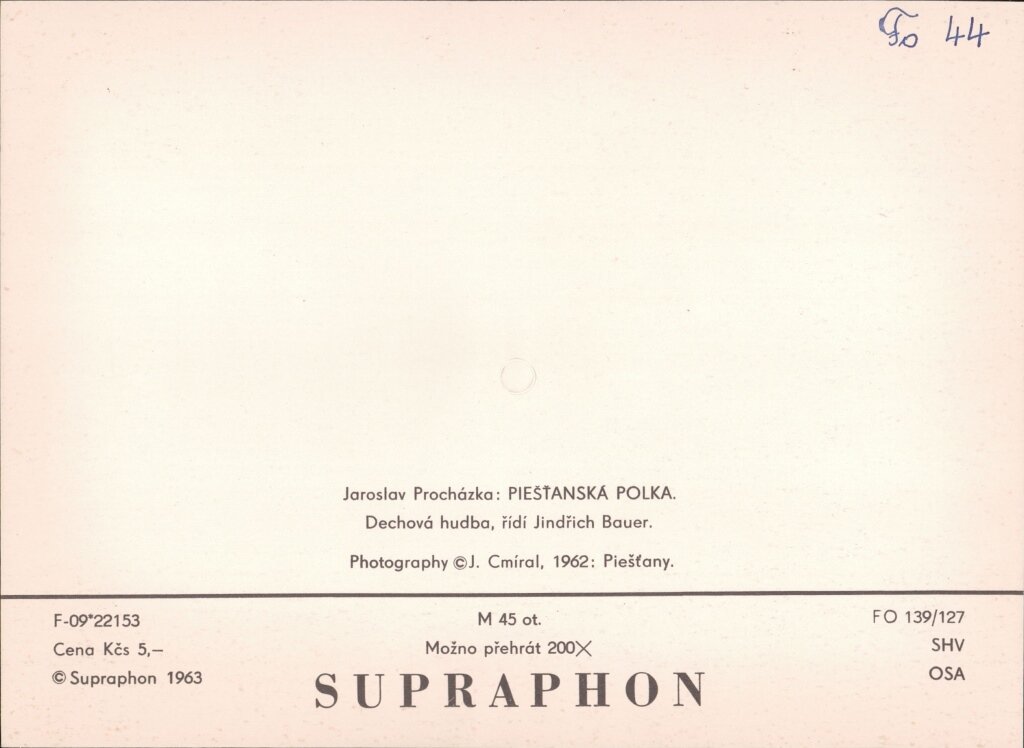 Fo 44
Jaroslav Procházka: PIEŠŤANSKÁ POLKA.
Dechová hudba, řídí Jindřich Bauer.
Photography © J. Cmíral, 1962: Piešťany.
F-09*22153
Cena Kčs 5,—
© Supraphon 1963
M 45 ot.
Možno přehrát 200X
SUPRAPHON
FO 139/127
SHV
OSA